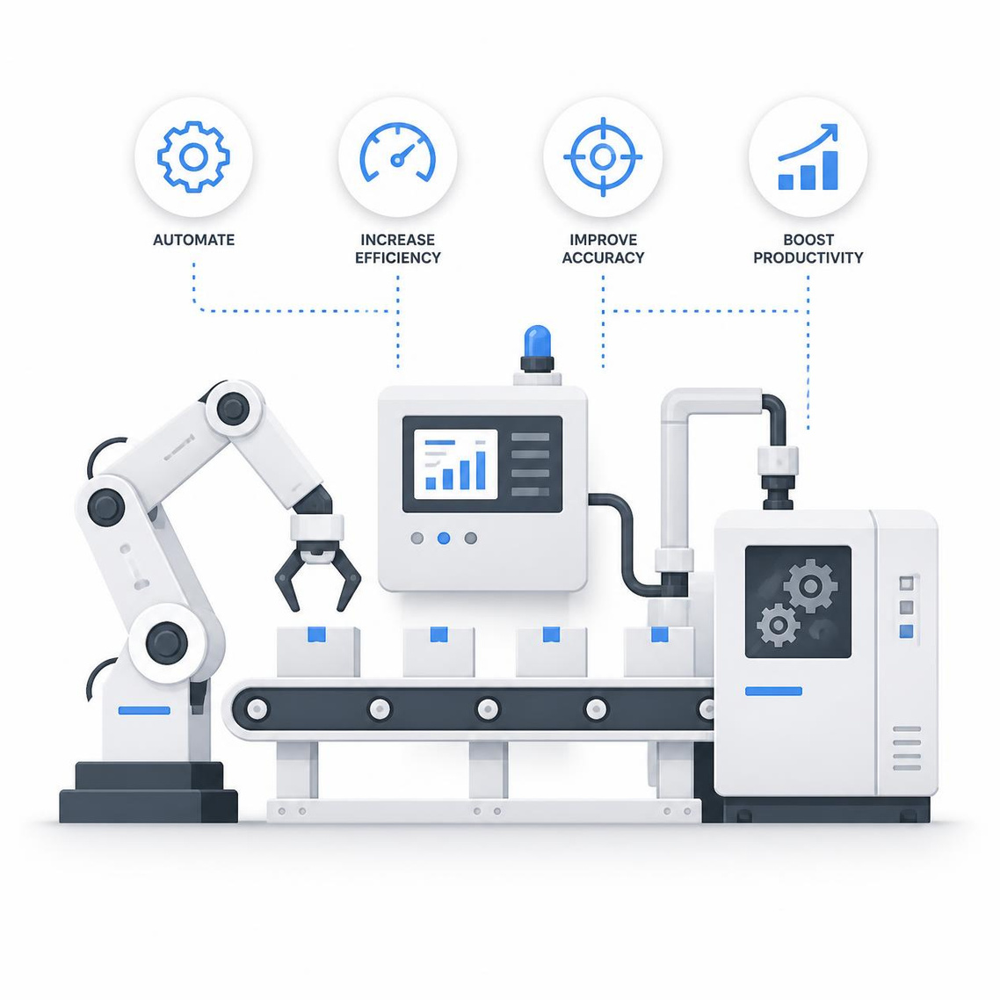 AUTOMATE
INCREASE
EFFICIENCY
IMPROVE
ACCURACY
BOOST
PRODUCTIVITY